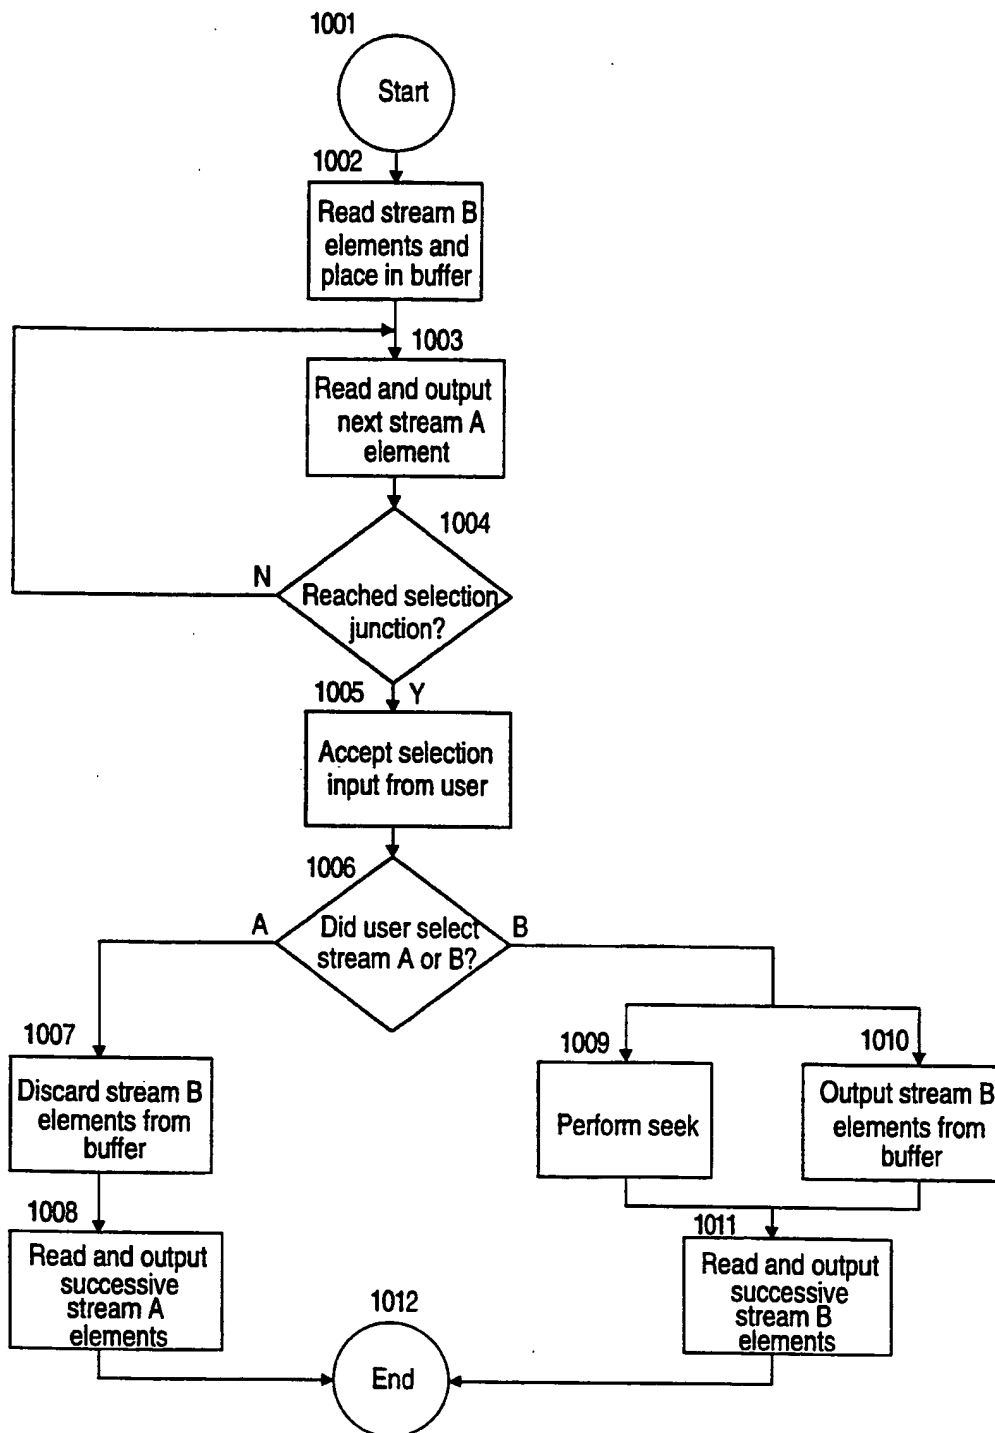 1001
Start
1002
Read stream B
elements and
place in buffer
1003
Read and output
next stream A
element
1004
N
Reached selection
junction?
1005
Y
Accept selection
input from user
1006
A
Did user select
stream A or B?
B
1007
Discard stream B
elements from
buffer
1009
Perform seek
1010
Output stream B
elements from
buffer
1008
Read and output
successive
stream A
elements
1011
Read and output
successive
stream B
elements
1012
End